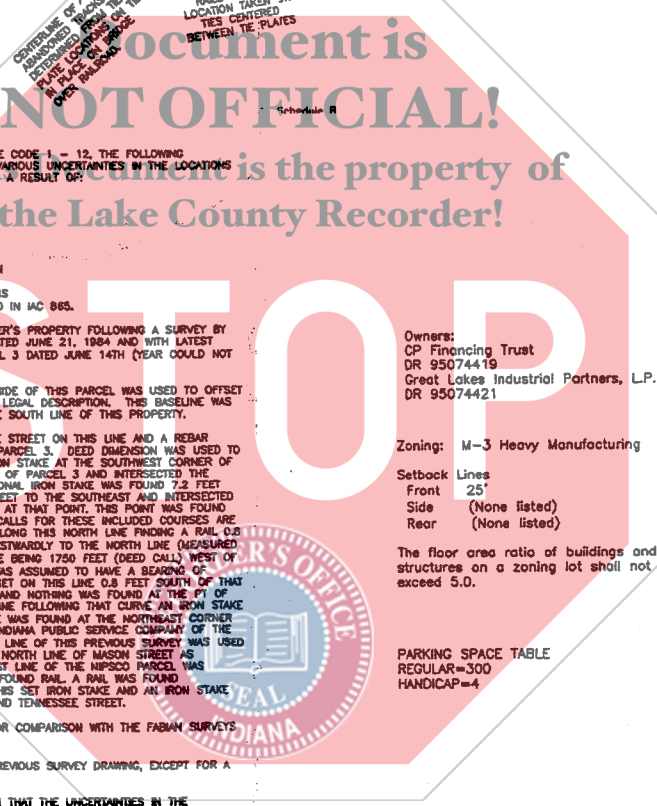 CENTERLINE OF
ABANDONED TRACKS
DETERMINED FROM TIE
PLATE LOCATIONS ON TIES
IN PLACE ON BRIDGE
OVER RAILROAD.
LOCATION TAKEN
TIES CENTERED
BETWEEN TIE PLATES
Document is
NOT OFFICIAL!
Schedule B
E CODE 1 - 12, THE FOLLOWING
VARIOUS UNCERTAINTIES IN THE LOCATIONS
A RESULT OF:
Document is the property of
the Lake County Recorder!
STOP
D IN IAC 865.
ER'S PROPERTY FOLLOWING A SURVEY BY
TED JUNE 21, 1984 AND WITH LATEST
L 3 DATED JUNE 14TH (YEAR COULD NOT
IDE OF THIS PARCEL WAS USED TO OFFSET
LEGAL DESCRIPTION. THIS BASELINE WAS
E SOUTH LINE OF THIS PROPERTY.
E STREET ON THIS LINE AND A REBAR
PARCEL 3. DEED DIMENSION WAS USED TO
ON STAKE AT THE SOUTHWEST CORNER OF
OF PARCEL 3 AND INTERSECTED THE
ONAL IRON STAKE WAS FOUND 7.2 FEET
EET TO THE SOUTHEAST AND INTERSECTED
AT THAT POINT. THIS POINT WAS FOUND
CALLS FOR THESE INCLUDED COURSES ARE
LONG THIS NORTH LINE FINDING A RAIL 0.8
STWARDLY TO THE NORTH LINE (MEASURED
E BEING 1750 FEET (DEED CALL) WEST OF
AS ASSUMED TO HAVE A BEARING OF
SET ON THIS LINE 0.8 FEET SOUTH OF THAT
AND NOTHING WAS FOUND AT THE PT OF
NE FOLLOWING THAT CURVE AN IRON STAKE
E WAS FOUND AT THE NORTHEAST CORNER
NDIANA PUBLIC SERVICE COMPANY OF THE
LINE OF THIS PREVIOUS SURVEY WAS USED
NORTH LINE OF MASON STREET AS
ST LINE OF THE NIPSCO PARCEL WAS
FOUND RAIL. A RAIL WAS FOUND
HIS SET IRON STAKE AND AN IRON STAKE
ND TENNESSEE STREET.
OR COMPARISON WITH THE FABIAN SURVEYS
REVIOUS SURVEY DRAWING, EXCEPT FOR A
THAT THE UNCERTAINTIES IN THE
Owners:
CP Financing Trust
DR 95074419
Great Lakes Industrial Partners, L.P.
DR 95074421
Zoning: M-3 Heavy Manufacturing
Setback Lines
Front 25'
Side (None listed)
Rear (None listed)
The floor area ratio of buildings and
structures on a zoning lot shall not
exceed 5.0.
PARKING SPACE TABLE
REGULAR=300
HANDICAP=4
ER'S OFFICE
SEAL
INDIANA